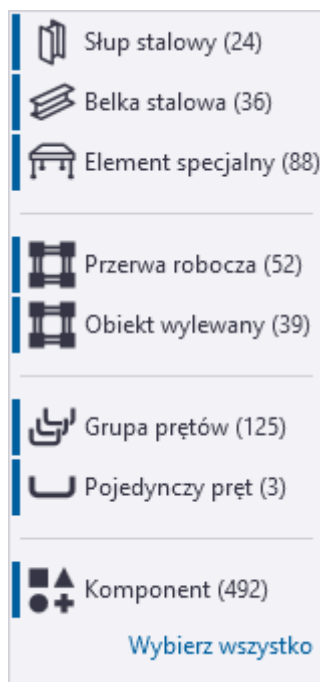 Słup stalowy (24)
Belka stalowa (36)
Element specjalny (88)
Przerwa robocza (52)
Obiekt wylewany (39)
Grupa prętów (125)
Pojedynczy pręt (3)
Komponent (492)
Wybierz wszystko